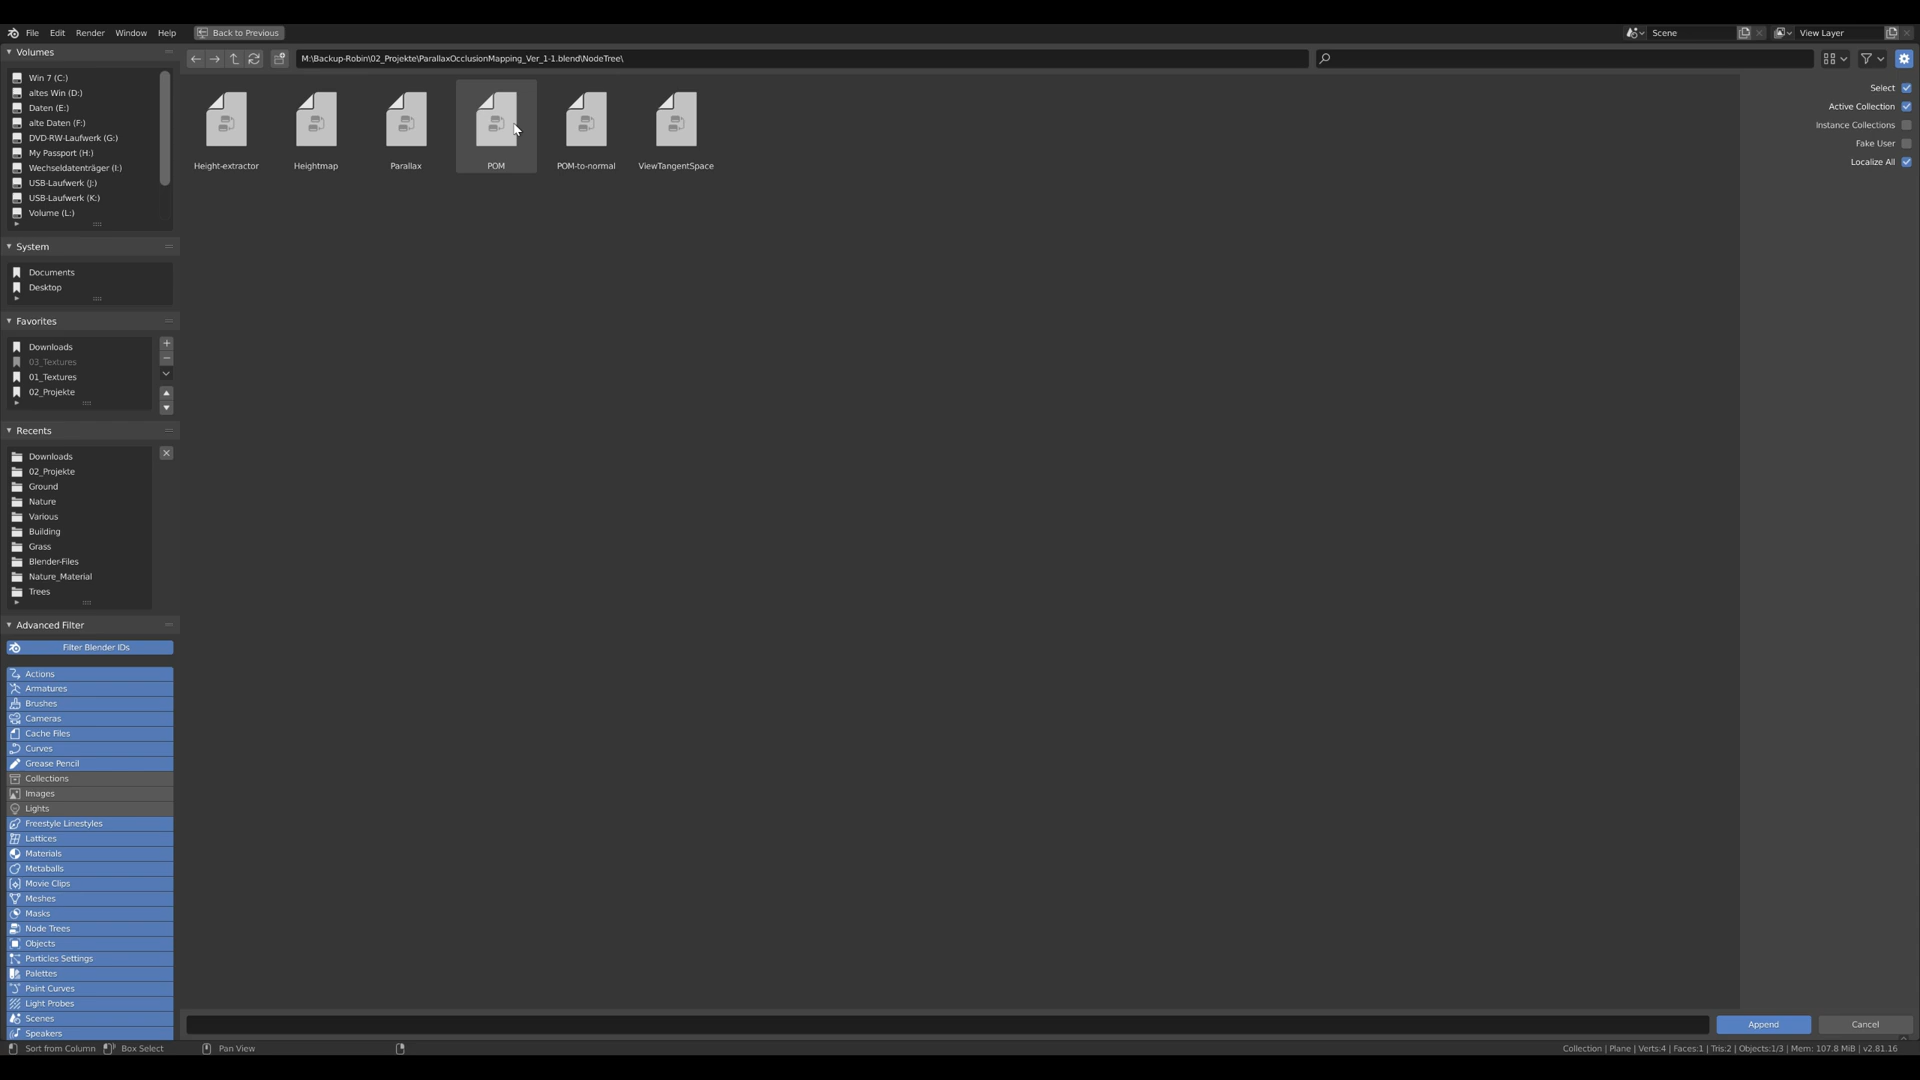 File Edit Render Window Help Back to Previous Scene View Layer
Volumes
M:\Backup-Robin\02_Projekte\ParallaxOcclusionMapping_Ver_1-1.blend\NodeTree\
Win 7 (C:)
altes Win (D:)
Daten (E:)
alte Daten (F:)
DVD-RW-Laufwerk (G:)
My Passport (H:)
Wechseldatenträger (I:)
USB-Laufwerk (J:)
USB-Laufwerk (K:)
Volume (L:)
System
Documents
Desktop
Favorites
Downloads
03_Textures
01_Textures
02_Projekte
Recents
Downloads
02_Projekte
Ground
Nature
Various
Building
Grass
Blender-Files
Nature_Material
Trees
Advanced Filter
Filter Blender IDs
Actions
Armatures
Brushes
Cameras
Cache Files
Curves
Grease Pencil
Collections
Images
Lights
Freestyle Linestyles
Lattices
Materials
Metaballs
Movie Clips
Meshes
Masks
Node Trees
Objects
Particles Settings
Palettes
Paint Curves
Light Probes
Scenes
Speakers
Height-extractor Heightmap Parallax POM POM-to-normal ViewTangentSpace
Select
Active Collection
Instance Collections
Fake User
Localize All
Append Cancel
Sort from Column Box Select Pan View Collection | Plane | Verts:4 | Faces:1 | Tris:2 | Objects:1/3 | Mem: 107.8 MiB | v2.81.16